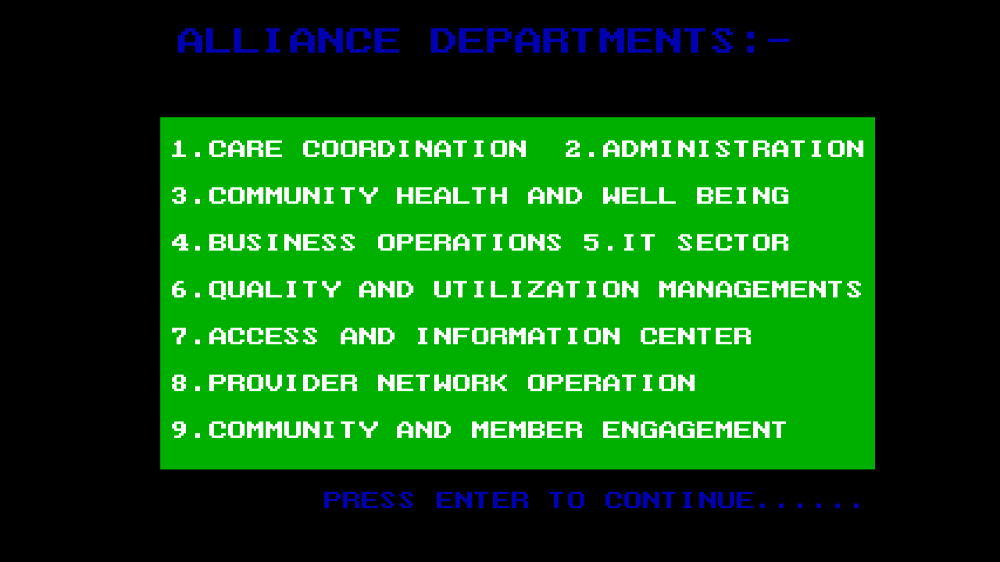 ALLIANCE DEPARTMENTS:-
1.CARE COORDINATION  2.ADMINISTRATION
3.COMMUNITY HEALTH AND WELL BEING
4.BUSINESS OPERATIONS 5.IT SECTOR
6.QUALITY AND UTILIZATION MANAGEMENTS
7.ACCESS AND INFORMATION CENTER
8.PROVIDER NETWORK OPERATION
9.COMMUNITY AND MEMBER ENGAGEMENT
PRESS ENTER TO CONTINUE......